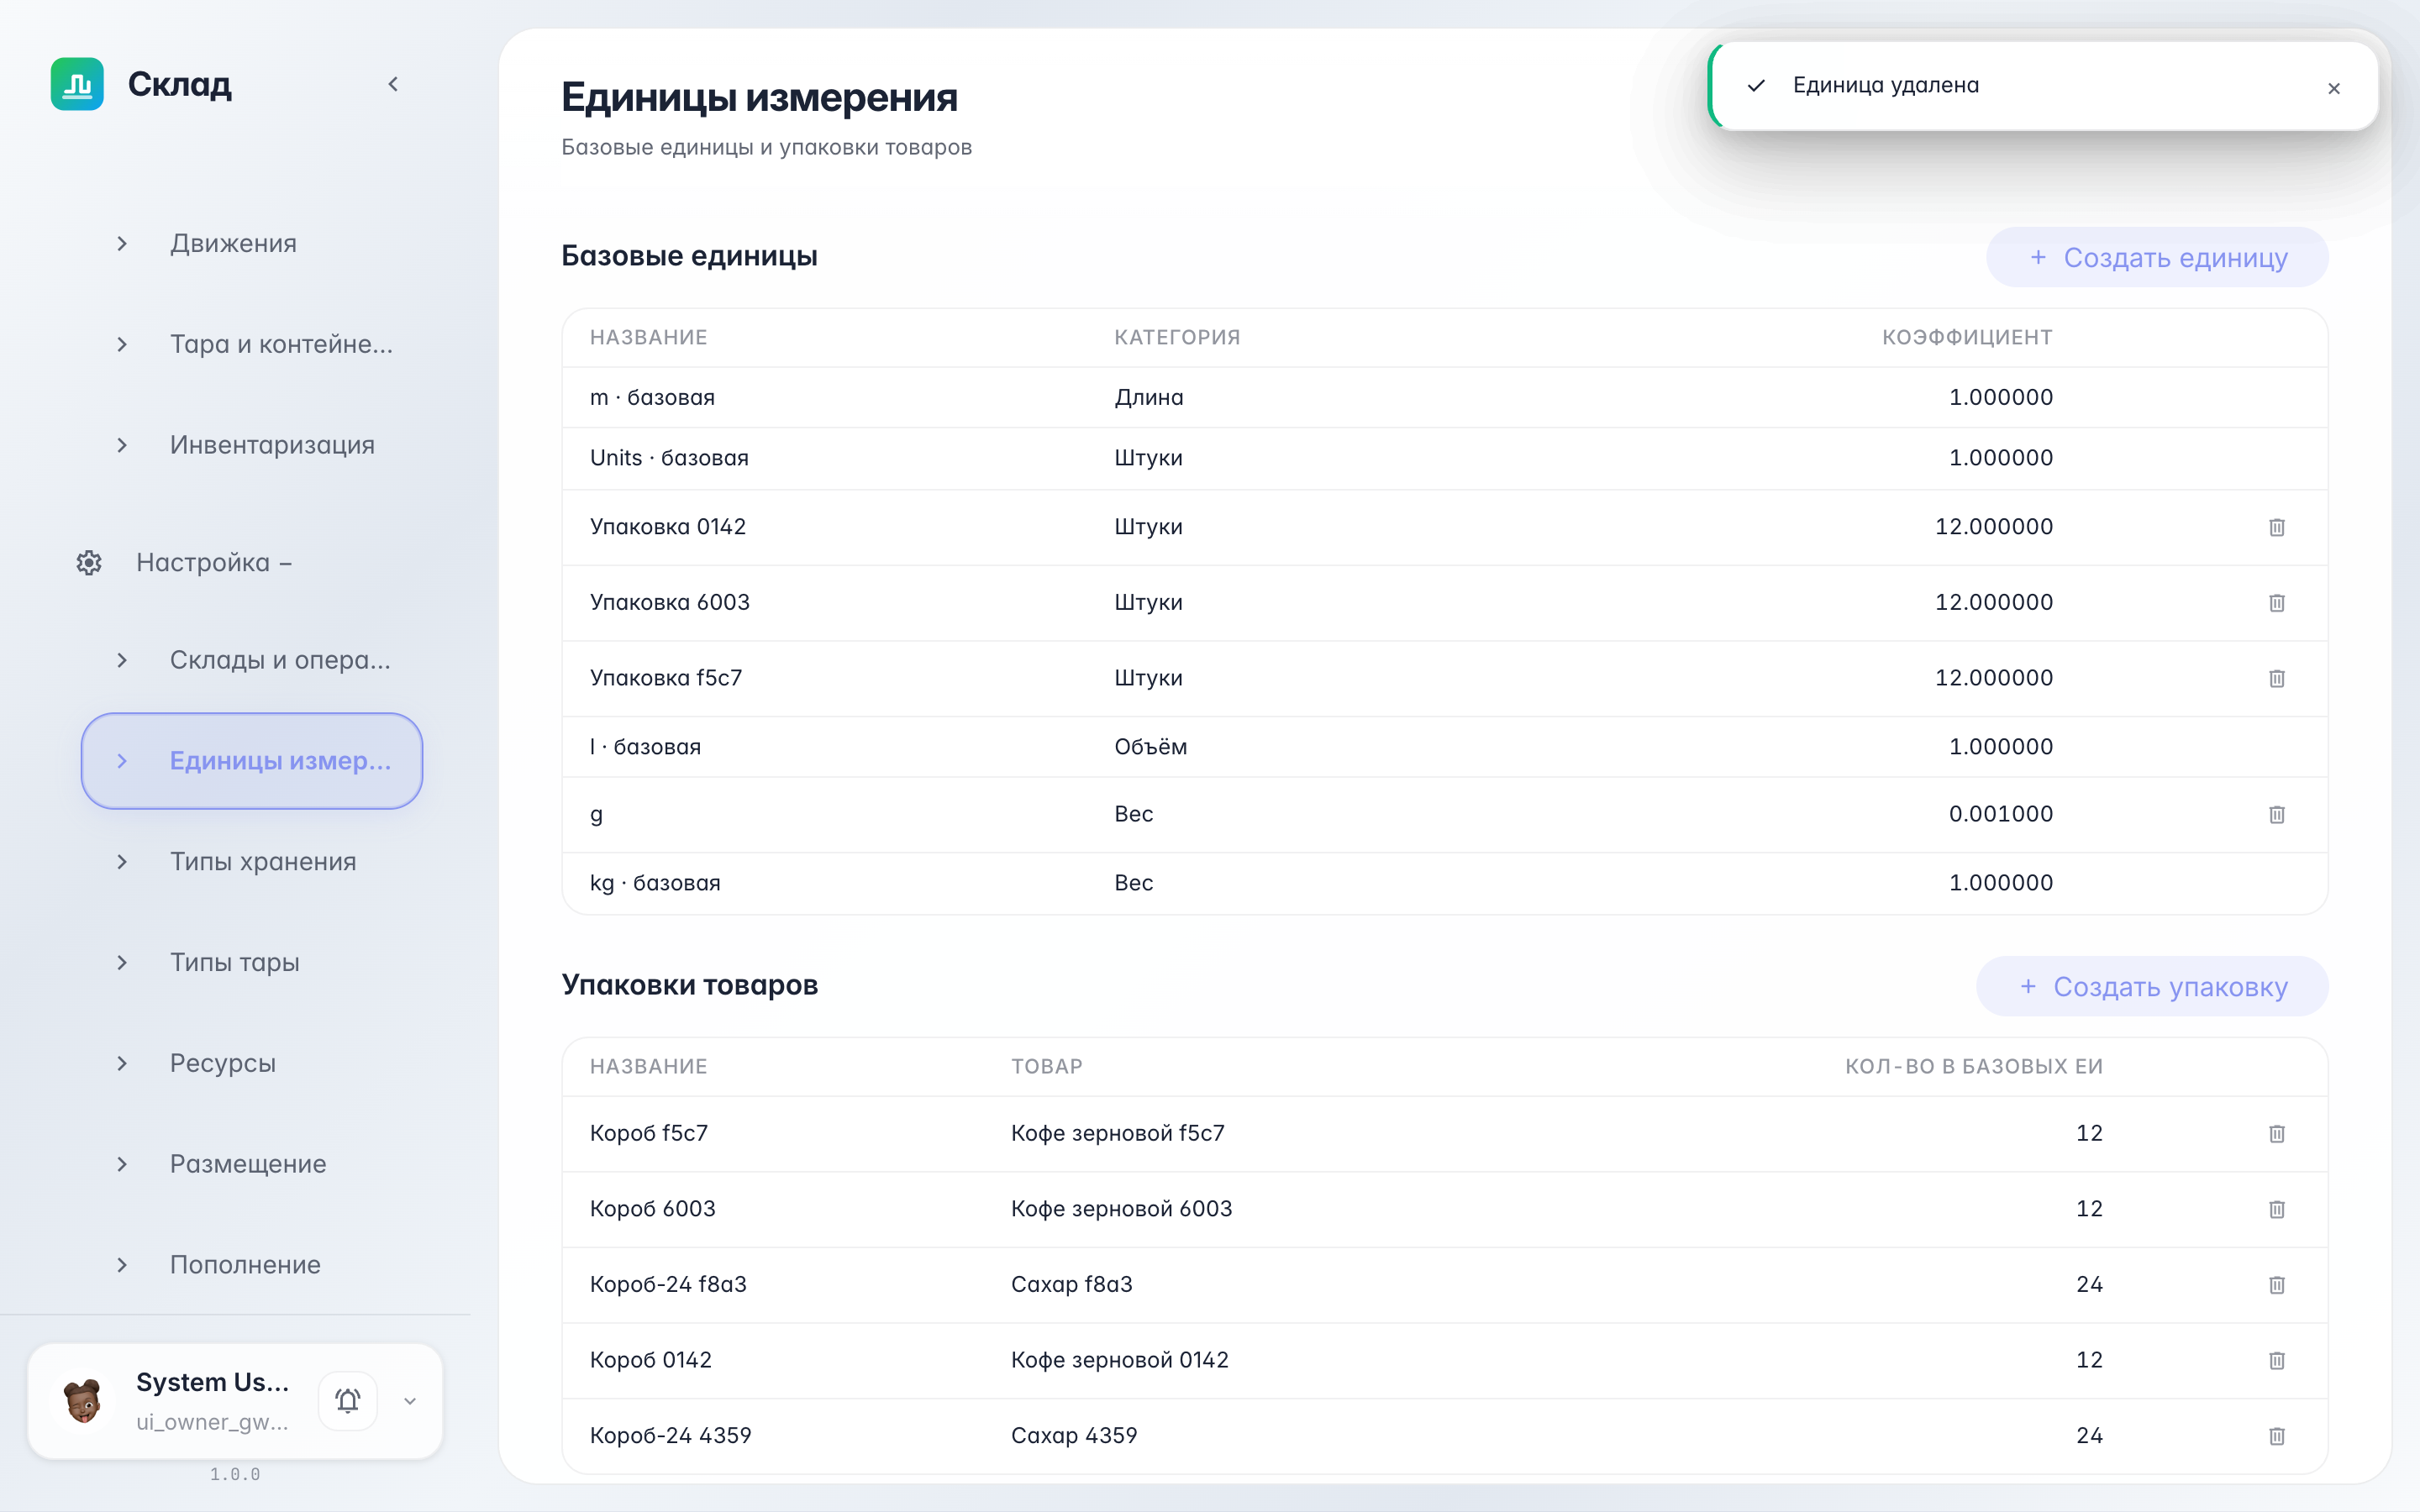 Склад
Движения
Тара и контейне...
Инвентаризация
Настройка –
Склады и опера...
Единицы измер...
Типы хранения
Типы тары
Ресурсы
Размещение
Пополнение
System Us...
ui_owner_gw...
1.0.0
Единицы измерения
Базовые единицы и упаковки товаров
Единица удалена
Базовые единицы
+ Создать единицу
НАЗВАНИЕ КАТЕГОРИЯ КОЭФФИЦИЕНТ
m · базовая Длина 1.000000
Units · базовая Штуки 1.000000
Упаковка 0142 Штуки 12.000000
Упаковка 6003 Штуки 12.000000
Упаковка f5c7 Штуки 12.000000
l · базовая Объём 1.000000
g Вес 0.001000
kg · базовая Вес 1.000000
Упаковки товаров
+ Создать упаковку
НАЗВАНИЕ ТОВАР КОЛ-ВО В БАЗОВЫХ ЕИ
Короб f5c7 Кофе зерновой f5c7 12
Короб 6003 Кофе зерновой 6003 12
Короб-24 f8a3 Сахар f8a3 24
Короб 0142 Кофе зерновой 0142 12
Короб-24 4359 Сахар 4359 24